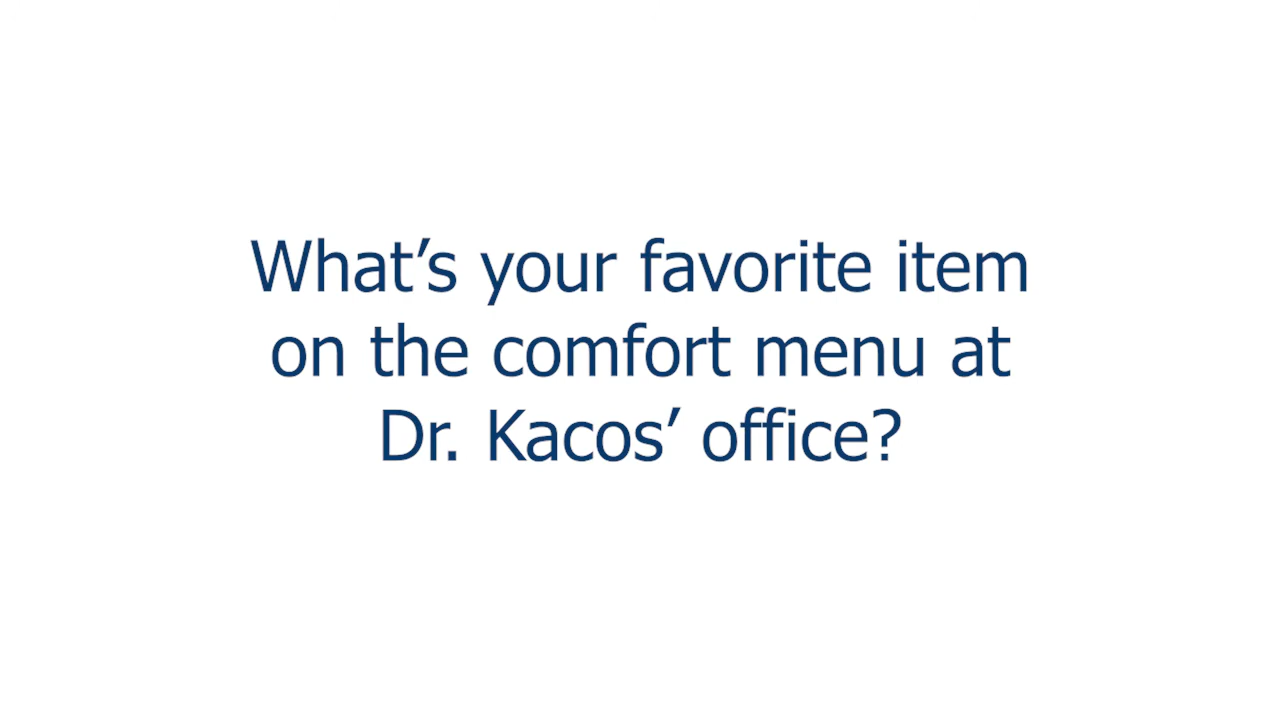 What’s your favorite item
on the comfort menu at
Dr. Kacos’ office?